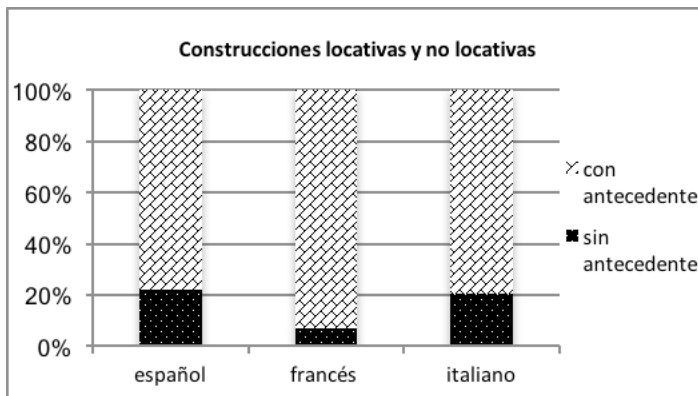 Construcciones locativas y no locativas
100%
80%
60%
40%
20%
0%
español francés italiano
con
antecedente
sin
antecedente